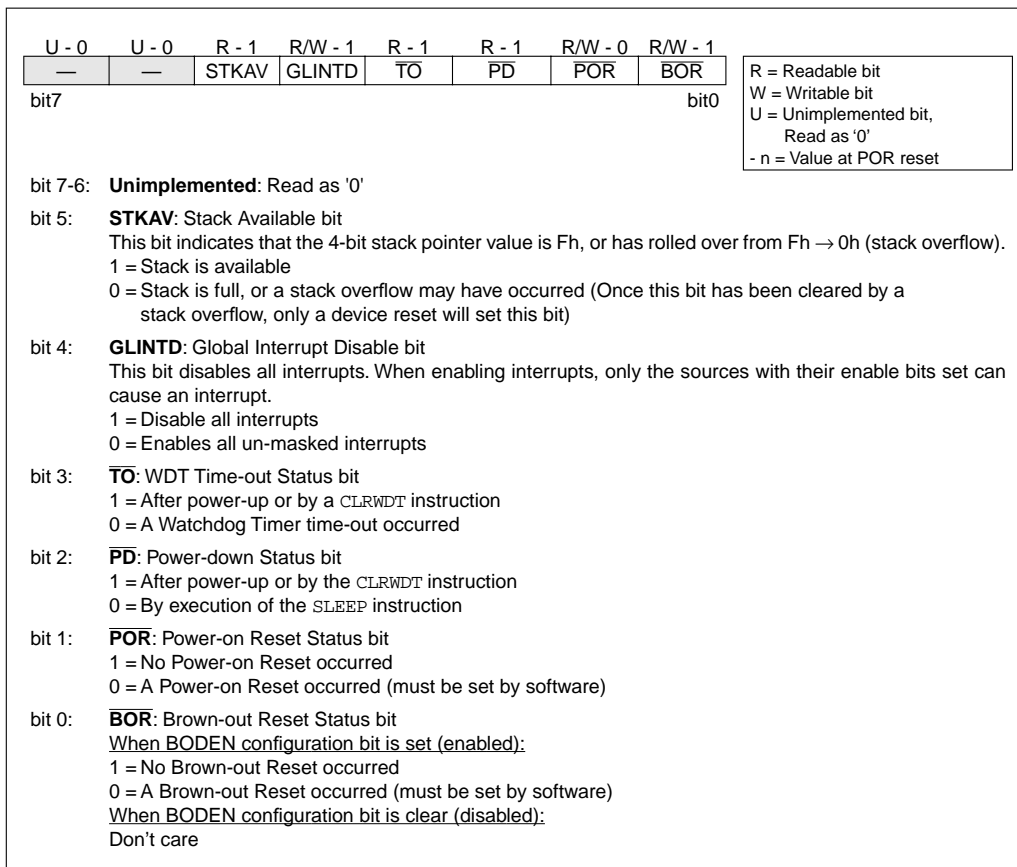 U - 0 U - 0 R - 1 R/W - 1 R - 1 R - 1 R/W - 0 R/W - 1
— — STKAV GLINTD T̅O̅ P̅D̅ P̅O̅R̅ B̅O̅R̅
bit7 bit0
R = Readable bit
W = Writable bit
U = Unimplemented bit,
Read as ‘0’
- n = Value at POR reset
bit 7-6: Unimplemented: Read as '0'
bit 5: STKAV: Stack Available bit
This bit indicates that the 4-bit stack pointer value is Fh, or has rolled over from Fh → 0h (stack overflow).
1 = Stack is available
0 = Stack is full, or a stack overflow may have occurred (Once this bit has been cleared by a
stack overflow, only a device reset will set this bit)
bit 4: GLINTD: Global Interrupt Disable bit
This bit disables all interrupts. When enabling interrupts, only the sources with their enable bits set can
cause an interrupt.
1 = Disable all interrupts
0 = Enables all un-masked interrupts
bit 3: T̅O̅: WDT Time-out Status bit
1 = After power-up or by a CLRWDT instruction
0 = A Watchdog Timer time-out occurred
bit 2: P̅D̅: Power-down Status bit
1 = After power-up or by the CLRWDT instruction
0 = By execution of the SLEEP instruction
bit 1: P̅O̅R̅: Power-on Reset Status bit
1 = No Power-on Reset occurred
0 = A Power-on Reset occurred (must be set by software)
bit 0: B̅O̅R̅: Brown-out Reset Status bit
When BODEN configuration bit is set (enabled):
1 = No Brown-out Reset occurred
0 = A Brown-out Reset occurred (must be set by software)
When BODEN configuration bit is clear (disabled):
Don't care